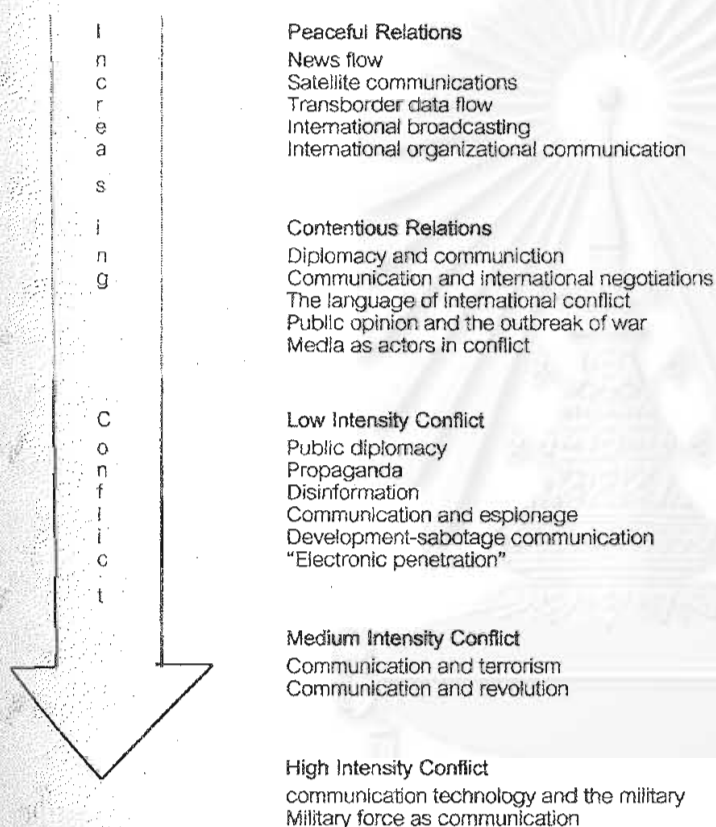 Increasing Conflict
Peaceful Relations
News flow
Satellite communications
Transborder data flow
International broadcasting
International organizational communication
Contentious Relations
Diplomacy and communiction
Communication and international negotiations
The language of international conflict
Public opinion and the outbreak of war
Media as actors in conflict
Low Intensity Conflict
Public diplomacy
Propaganda
Disinformation
Communication and espionage
Development-sabotage communication
"Electronic penetration"
Medium Intensity Conflict
Communication and terrorism
Communication and revolution
High Intensity Conflict
communication technology and the military
Military force as communication